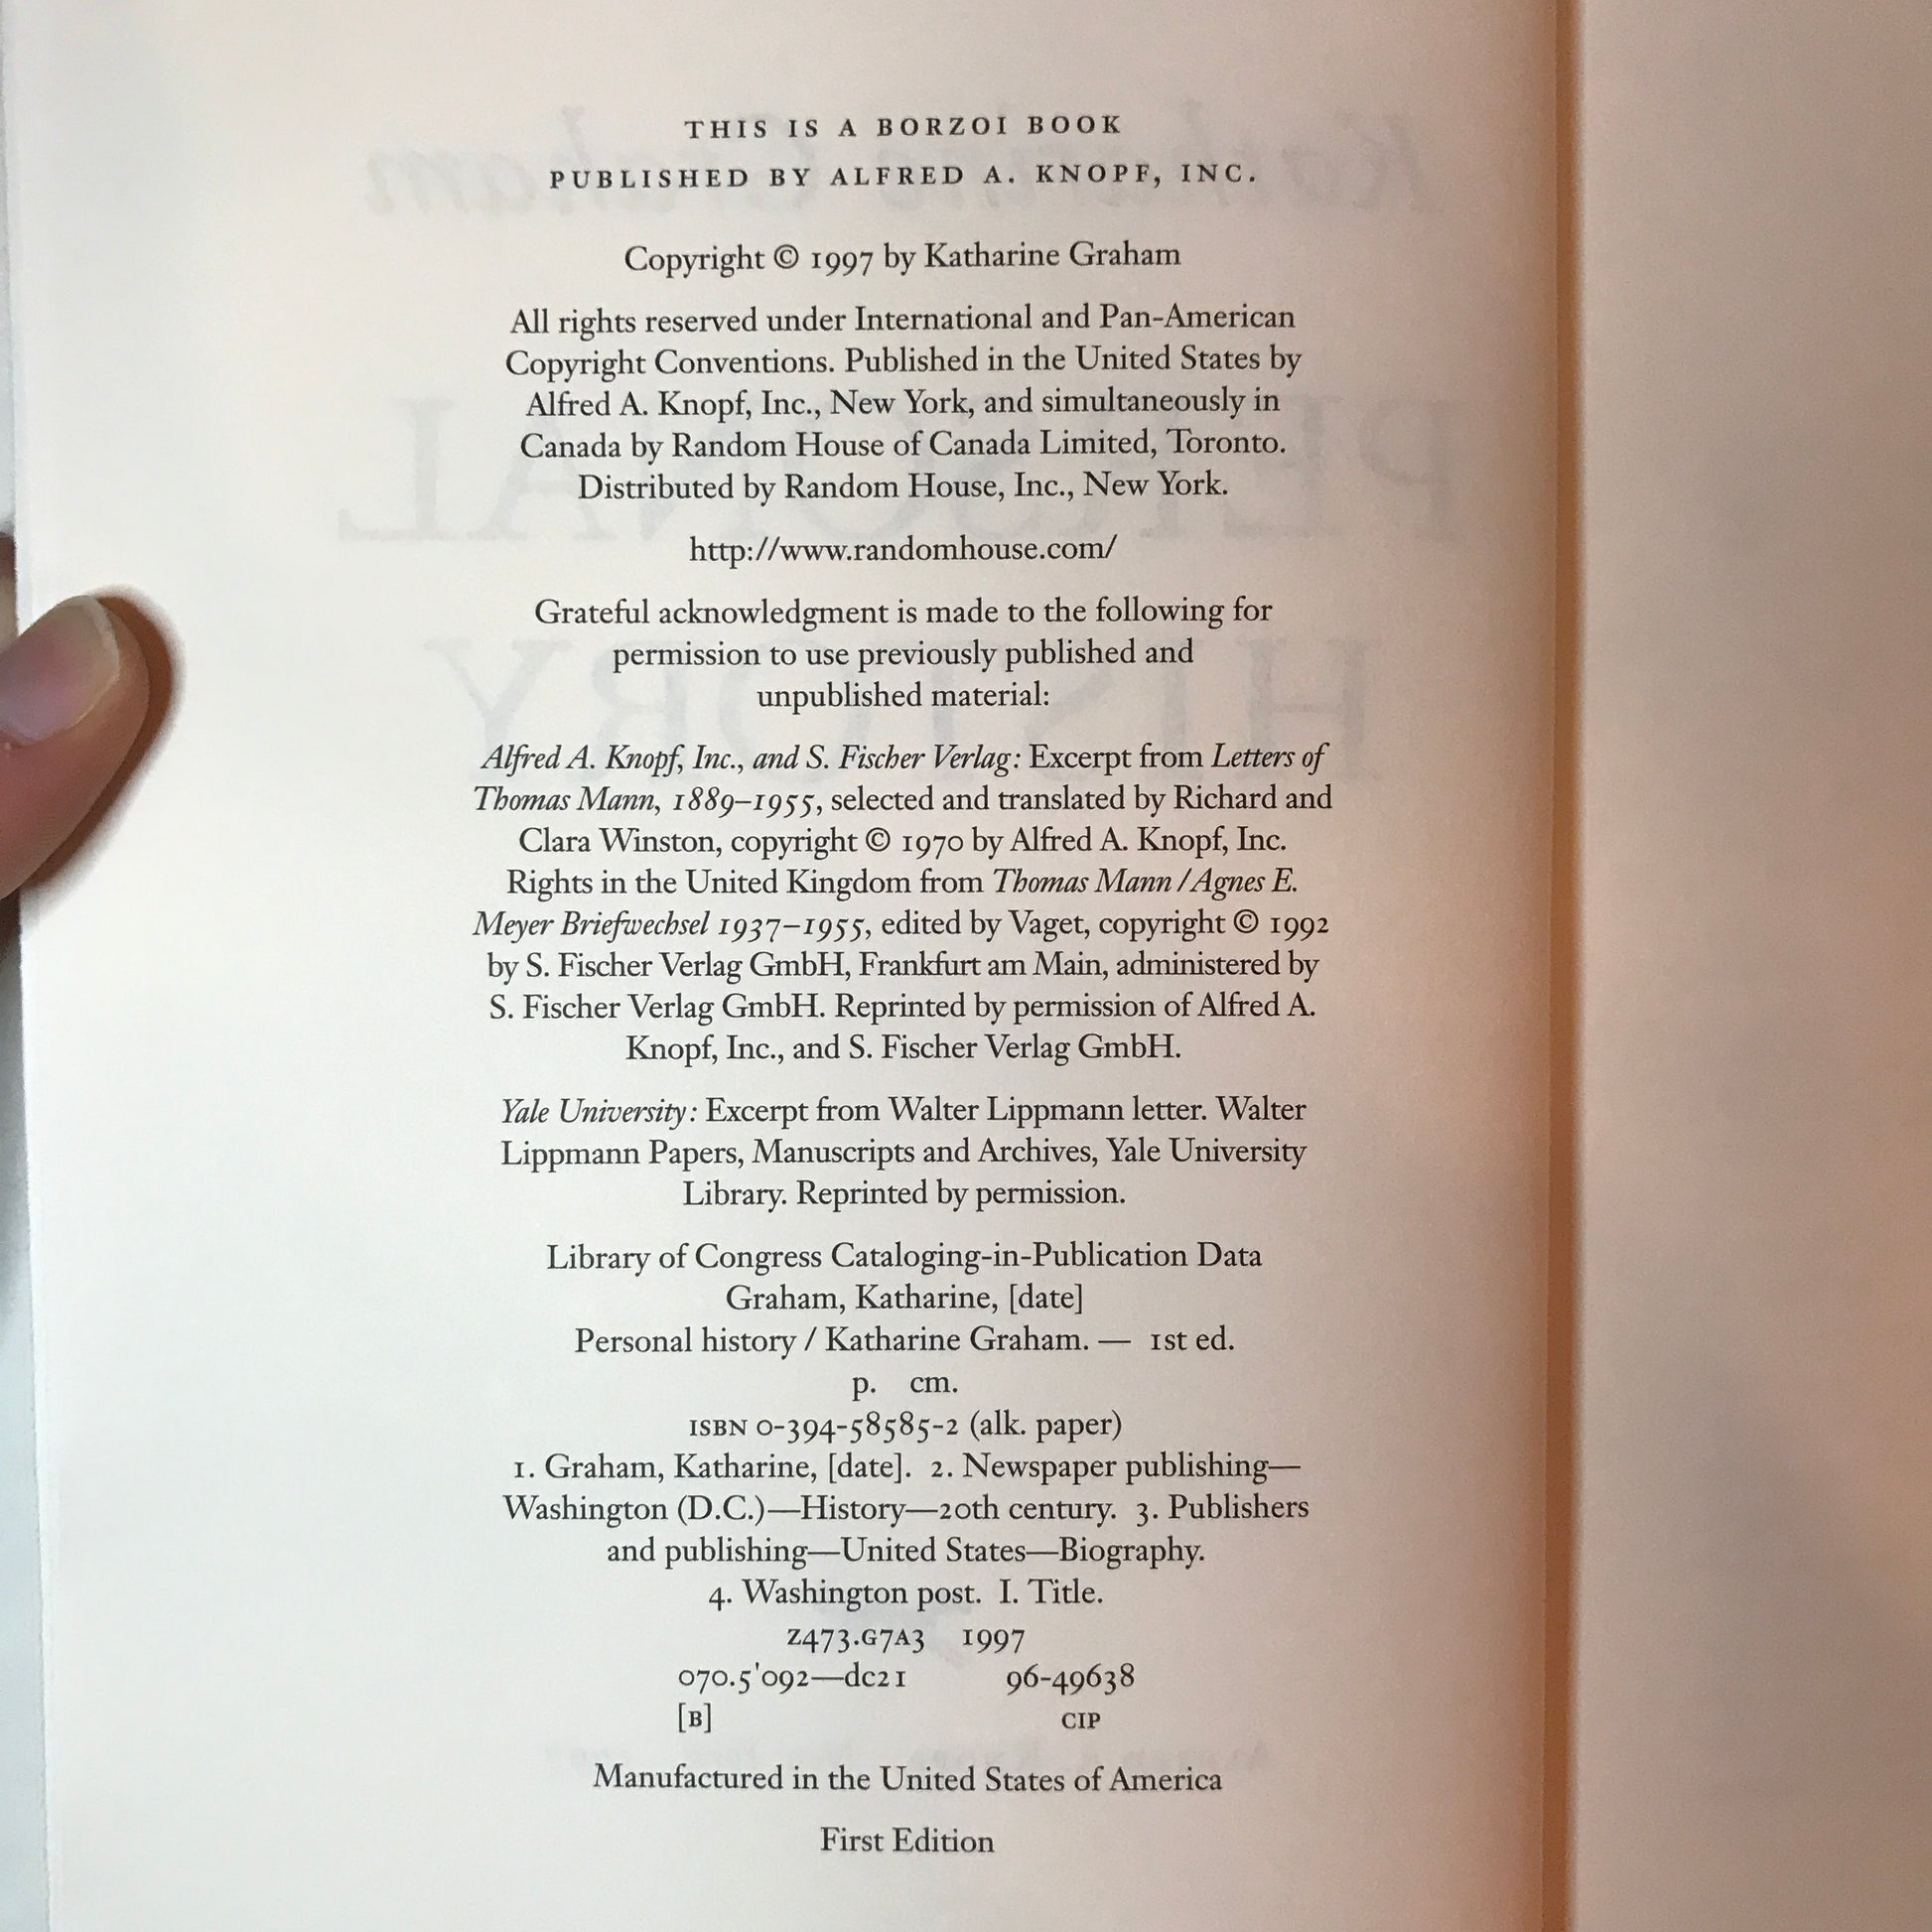 THIS IS A BORZOI BOOK
PUBLISHED BY ALFRED A. KNOPF, INC.
Copyright © 1997 by Katharine Graham
All rights reserved under International and Pan-American
Copyright Conventions. Published in the United States by
Alfred A. Knopf, Inc., New York, and simultaneously in
Canada by Random House of Canada Limited, Toronto.
Distributed by Random House, Inc., New York.
http://www.randomhouse.com/
Grateful acknowledgment is made to the following for
permission to use previously published and
unpublished material:
Alfred A. Knopf, Inc., and S. Fischer Verlag: Excerpt from Letters of
Thomas Mann, 1889–1955, selected and translated by Richard and
Clara Winston, copyright © 1970 by Alfred A. Knopf, Inc.
Rights in the United Kingdom from Thomas Mann / Agnes E.
Meyer Briefwechsel 1937–1955, edited by Vaget, copyright © 1992
by S. Fischer Verlag GmbH, Frankfurt am Main, administered by
S. Fischer Verlag GmbH. Reprinted by permission of Alfred A.
Knopf, Inc., and S. Fischer Verlag GmbH.
Yale University: Excerpt from Walter Lippmann letter. Walter
Lippmann Papers, Manuscripts and Archives, Yale University
Library. Reprinted by permission.
Library of Congress Cataloging-in-Publication Data
Graham, Katharine, [date]
Personal history / Katharine Graham. — 1st ed.
p. cm.
ISBN 0-394-58585-2 (alk. paper)
1. Graham, Katharine, [date]. 2. Newspaper publishing—
Washington (D.C.)—History—20th century. 3. Publishers
and publishing—United States—Biography.
4. Washington post. I. Title.
Z473.G7A3 1997
070.5'092—dc21 96-49638
[B] CIP
Manufactured in the United States of America
First Edition